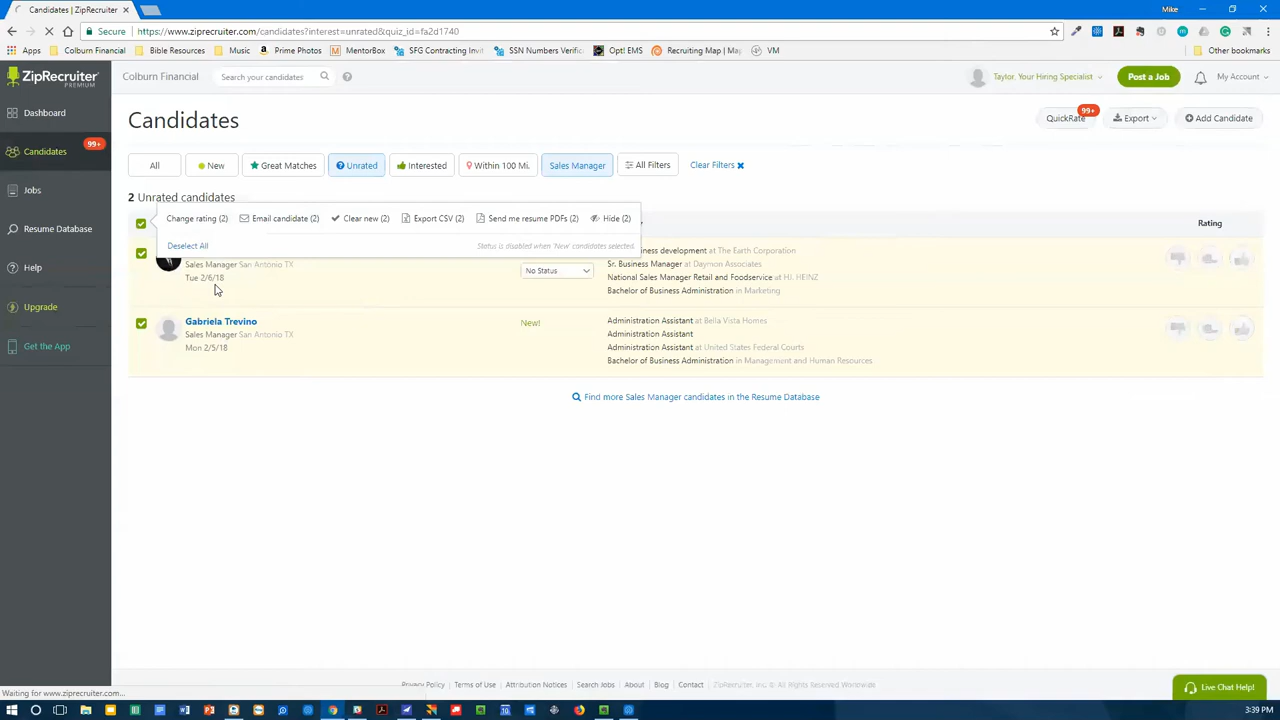 Candidates | ZipRecruiter
Mike
Secure | https://www.ziprecruiter.com/candidates?interest=unrated&quiz_id=fa2d1740
Apps Colburn Financial Bible Resources Music Prime Photos MentorBox SFG Contracting Invi SSN Numbers Verific OptI EMS Recruiting Map | Ma VM Other bookmarks
ZipRecruiter
PREMIUM
Colburn Financial Search your candidates Taylor, Your Hiring Specialist Post a Job My Account
Dashboard
Candidates 99+
Jobs
Resume Database
Help
Upgrade
Get the App
Candidates
QuickRate 99+ Export Add Candidate
All New Great Matches Unrated Interested Within 100 Mi. Sales Manager All Filters Clear Filters
2 Unrated candidates
Change rating (2) Email candidate (2) Clear new (2) Export CSV (2) Send me resume PDFs (2) Hide (2)
Rating
Deselect All Status is disabled when 'New' candidates selected.
iness development at The Earth Corporation
Sales Manager San Antonio TX
Tue 2/6/18
No Status
Sr. Business Manager at Daymon Associates
National Sales Manager Retail and Foodservice at HJ. HEINZ
Bachelor of Business Administration in Marketing
Gabriela Trevino
Sales Manager San Antonio TX
Mon 2/5/18
New!
Administration Assistant at Bella Vista Homes
Administration Assistant
Administration Assistant at United States Federal Courts
Bachelor of Business Administration in Management and Human Resources
Find more Sales Manager candidates in the Resume Database
Privacy Policy Terms of Use Attribution Notices Search Jobs About Blog Contact ZipRecruiter, Inc. © All Rights Reserved Worldwide
Live Chat Help!
Waiting for www.ziprecruiter.com...
3:39 PM